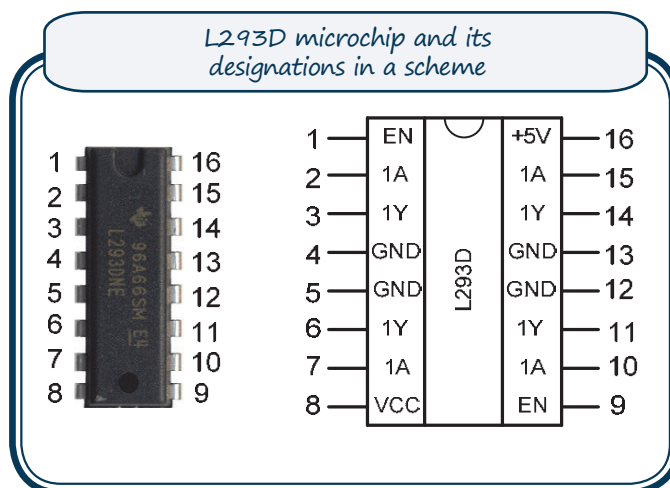 L293D microchip and its
designations in a scheme
1 16
2 15
3 14
4 13
5 12
6 11
7 10
8 9
96A66SM E4
L293DNE
1 EN +5V 16
2 1A 1A 15
3 1Y 1Y 14
4 GND GND 13
5 GND GND 12
6 1Y 1Y 11
7 1A 1A 10
8 VCC EN 9
L293D